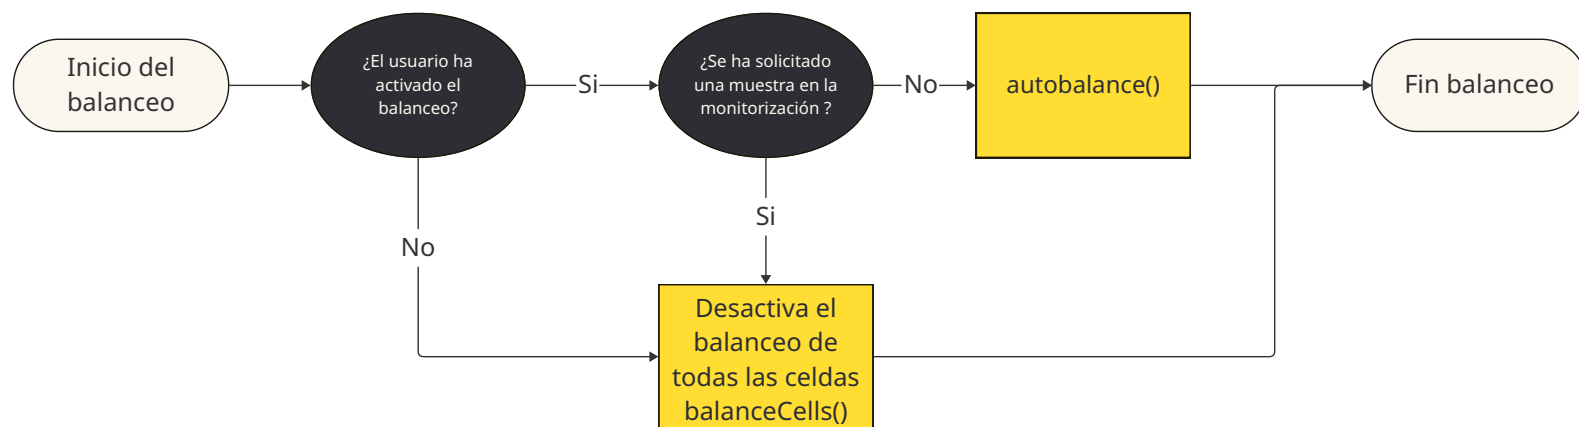 Inicio del
balanceo
¿El usuario ha
activado el
balanceo?
Si
¿Se ha solicitado
una muestra en la
monitorización ?
No
autobalance()
Fin balanceo
No
Si
Desactiva el
balanceo de
todas las celdas
balanceCells()